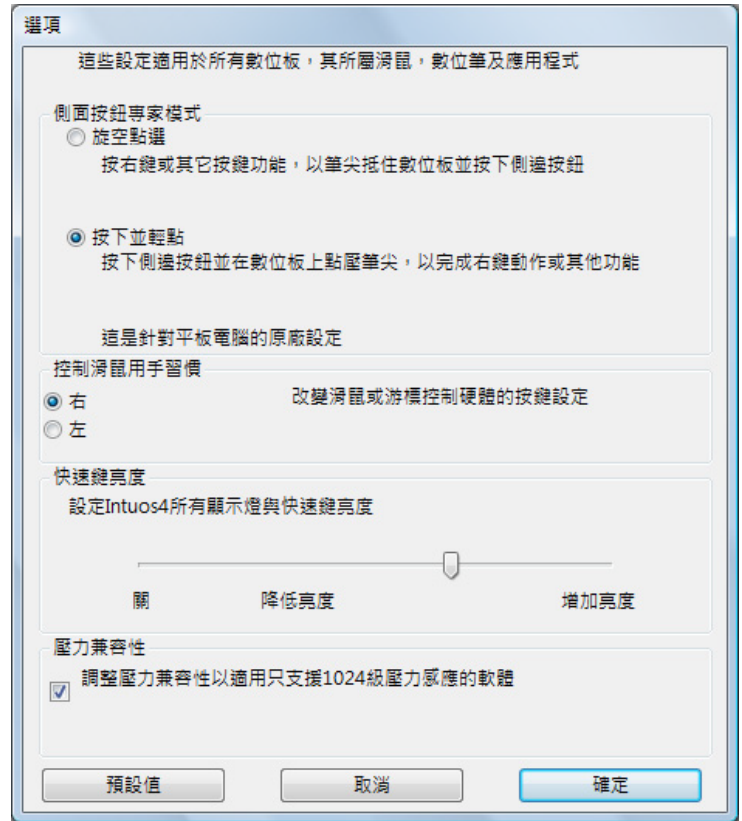 選項
這些設定適用於所有數位板，其所屬滑鼠，數位筆及應用程式
側面按鈕專家模式
旋空點選
按右鍵或其它按鍵功能，以筆尖抵住數位板並按下側邊按鈕
按下並輕點
按下側邊按鈕並在數位板上點壓筆尖，以完成右鍵動作或其他功能
這是針對平板電腦的原廠設定
控制滑鼠用手習慣
右
改變滑鼠或游標控制硬體的按鍵設定
左
快速鍵亮度
設定Intuos4所有顯示燈與快速鍵亮度
關 降低亮度 增加亮度
壓力兼容性
調整壓力兼容性以適用只支援1024級壓力感應的軟體
預設值 取消 確定